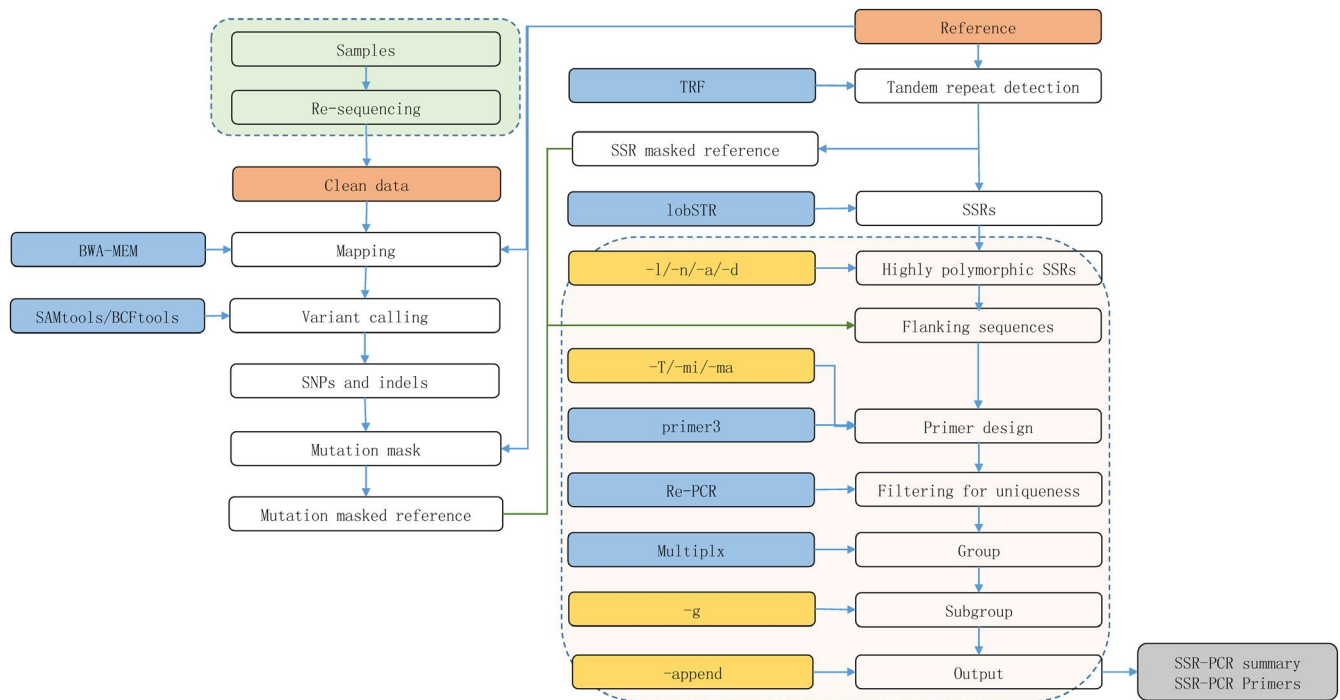 Samples
Re-sequencing
Clean data
BWA-MEM
Mapping
SAMtools/BCFtools
Variant calling
SNPs and indels
Mutation mask
Mutation masked reference
Reference
TRF
Tandem repeat detection
SSR masked reference
lobSTR
SSRs
-l/-n/-a/-d
Highly polymorphic SSRs
Flanking sequences
-T/-mi/-ma
primer3
Primer design
Re-PCR
Filtering for uniqueness
Multiplx
Group
-g
Subgroup
-append
Output
SSR-PCR summary
SSR-PCR Primers